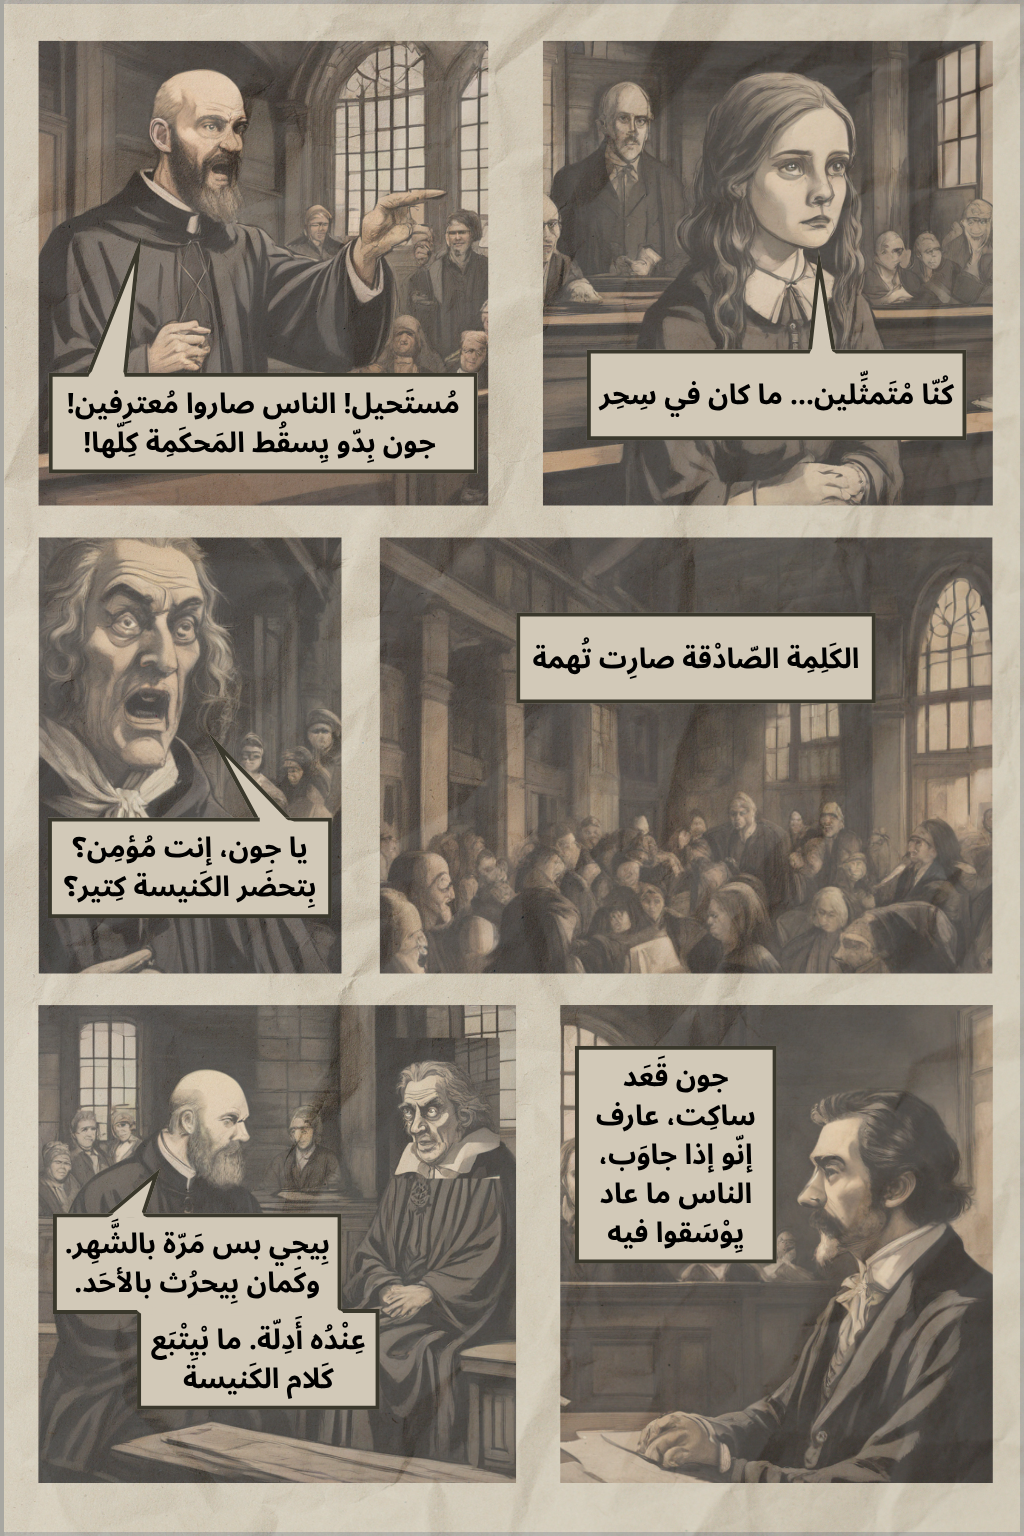 كُنّا مْتَمثِّلين... ما كان في سِحِر
مُستَحيل! الناس صاروا مُعترِفين!
جون بِدّو يِسقُط المَحكَمِة كِلّها!
الكَلِمِة الصّادْقة صارِت تُهمة
يا جون، إنت مُؤمِن؟
بِتحضَر الكَنيسة كِتير؟
جون قَعَد
ساكِت، عارف
إنّو إذا جاوَب،
الناس ما عاد
يِوْسَقوا فيه
بِيجي بس مَرّة بالشَّهِر.
وكَمان بِيحرُث بالأحَد.
عِنْدُه أَدِلّة. ما بْيِتْبَع
كَلام الكَنيسة